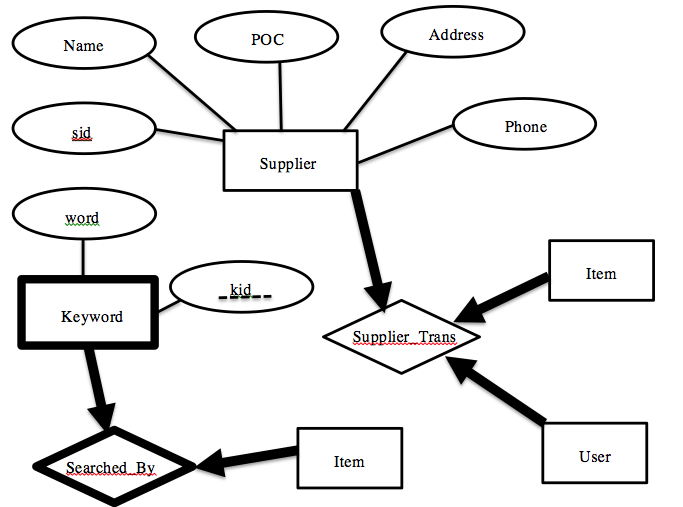 Name
POC
Address
sid
Phone
Supplier
word
kid
Item
Keyword
Supplier_Trans
Searched_By
Item
User